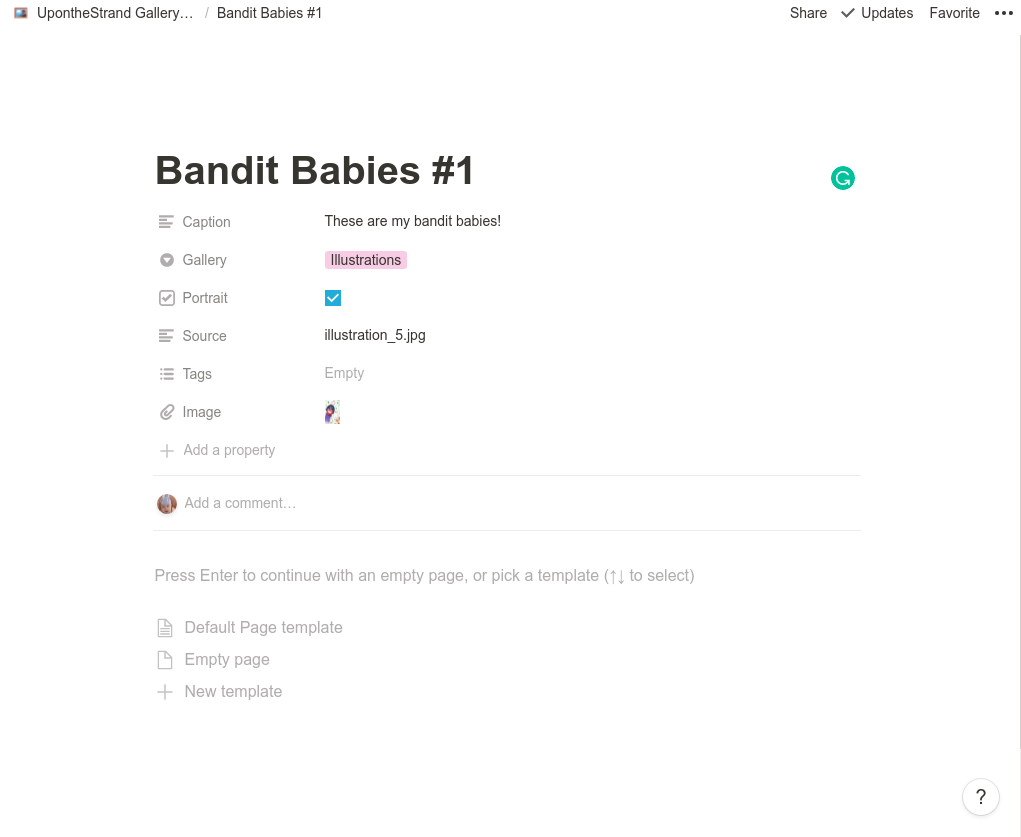 UpontheStrand Gallery… / Bandit Babies #1 Share Updates Favorite
Bandit Babies #1
Caption These are my bandit babies!
Gallery Illustrations
Portrait
Source illustration_5.jpg
Tags Empty
Image
Add a property
Add a comment…
Press Enter to continue with an empty page, or pick a template (↑↓ to select)
Default Page template
Empty page
New template
?